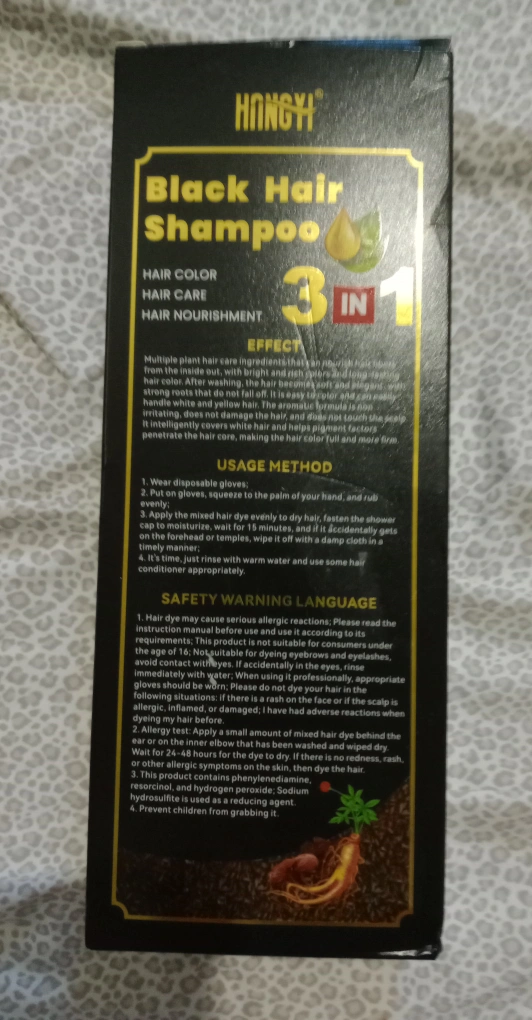 HONGYI®
Black Hair
Shampoo
HAIR COLOR
HAIR CARE
HAIR NOURISHMENT
3 IN 1
EFFECT
Multiple plant hair care ingredients that can nourish hair
from the inside out, with bright and rich colors and long-lasting
hair color. After washing, the hair becomes soft and elegant, with
strong roots that do not fall off. It is easy to color and can easily
handle white and yellow hair. The aromatic formula is non
irritating, does not damage the hair, and does not touch the scalp
It intelligently covers white hair and helps pigment factors
penetrate the hair core, making the hair color full and more firm.
USAGE METHOD
1. Wear disposable gloves;
2. Put on gloves, squeeze to the palm of your hand, and rub
evenly;
3. Apply the mixed hair dye evenly to dry hair, fasten the shower
cap to moisturize, wait for 15 minutes, and if it accidentally gets
on the forehead or temples, wipe it off with a damp cloth in a
timely manner;
4. It's time, just rinse with warm water and use some hair
conditioner appropriately.
SAFETY WARNING LANGUAGE
1. Hair dye may cause serious allergic reactions; Please read the
instruction manual before use and use it according to its
requirements; This product is not suitable for consumers under
the age of 16; Not suitable for dyeing eyebrows and eyelashes,
avoid contact with eyes. If accidentally in the eyes, rinse
immediately with water; When using it professionally, appropriate
gloves should be worn; Please do not dye your hair in the
following situations: if there is a rash on the face or if the scalp is
allergic, inflamed, or damaged; I have had adverse reactions when
dyeing my hair before.
2. Allergy test: Apply a small amount of mixed hair dye behind the
ear or on the inner elbow that has been washed and wiped dry.
Wait for 24-48 hours for the dye to dry. If there is no redness, rash,
or other allergic symptoms on the skin, then dye the hair.
3. This product contains phenylenediamine,
resorcinol, and hydrogen peroxide; Sodium
hydrosulfite is used as a reducing agent.
4. Prevent children from grabbing it.